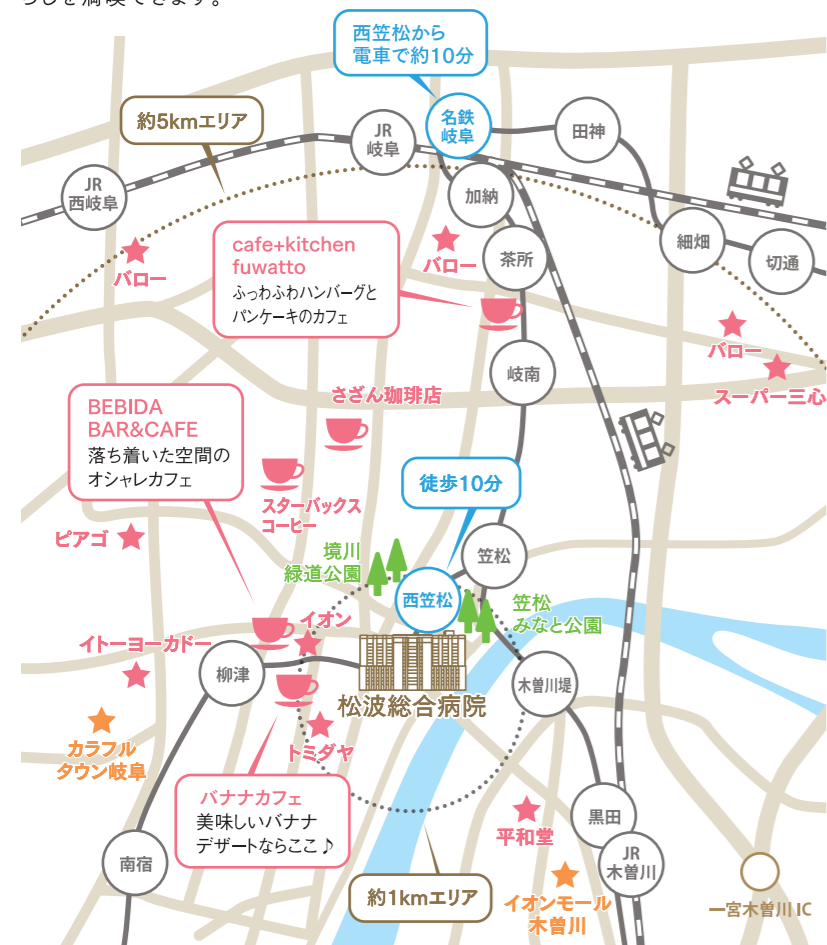 らしを満喫できます。
西笠松から
電車で約10分
約5kmエリア
JR
岐阜
名鉄
岐阜
田神
JR
西岐阜
加納
バロー
cafe+kitchen
fuwatto
ふっわふわハンバーグと
パンケーキのカフェ
バロー
茶所
細畑
切通
バロー
スーパー三心
岐南
さざん珈琲店
BEBIDA
BAR&CAFE
落ち着いた空間の
オシャレカフェ
スターバックス
コーヒー
徒歩10分
ピアゴ
境川
緑道公園
笠松
西笠松
笠松
みなと公園
イオン
イトーヨーカドー
柳津
松波総合病院
木曽川堤
カラフル
タウン岐阜
トミダヤ
バナナカフェ
美味しいバナナ
デザートならここ♪
平和堂
黒田
南宿
JR
木曽川
約1kmエリア
イオンモール
木曽川
一宮木曽川 IC